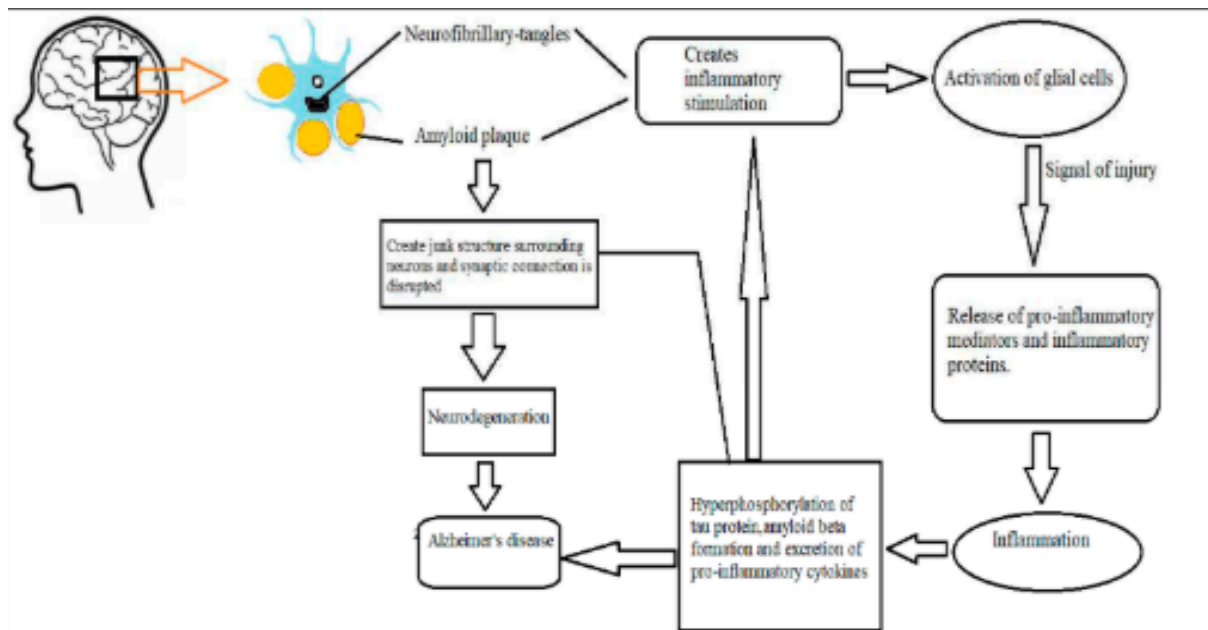 Neurofibrillary-tangles
Amyloid plaque
Creates
inflammatory
stimulation
Activation of glial cells
Signal of injury
Create junk structure surrounding
neurons and synaptic connection is
disrupted
Release of pro-inflammatory
mediators and inflammatory
proteins.
Neurodegeneration
Hyperphosphorylation of
tau protein,amyloid beta
formation and excretion of
pro-inflammatory cytokines
Inflammation
Alzheimer's disease